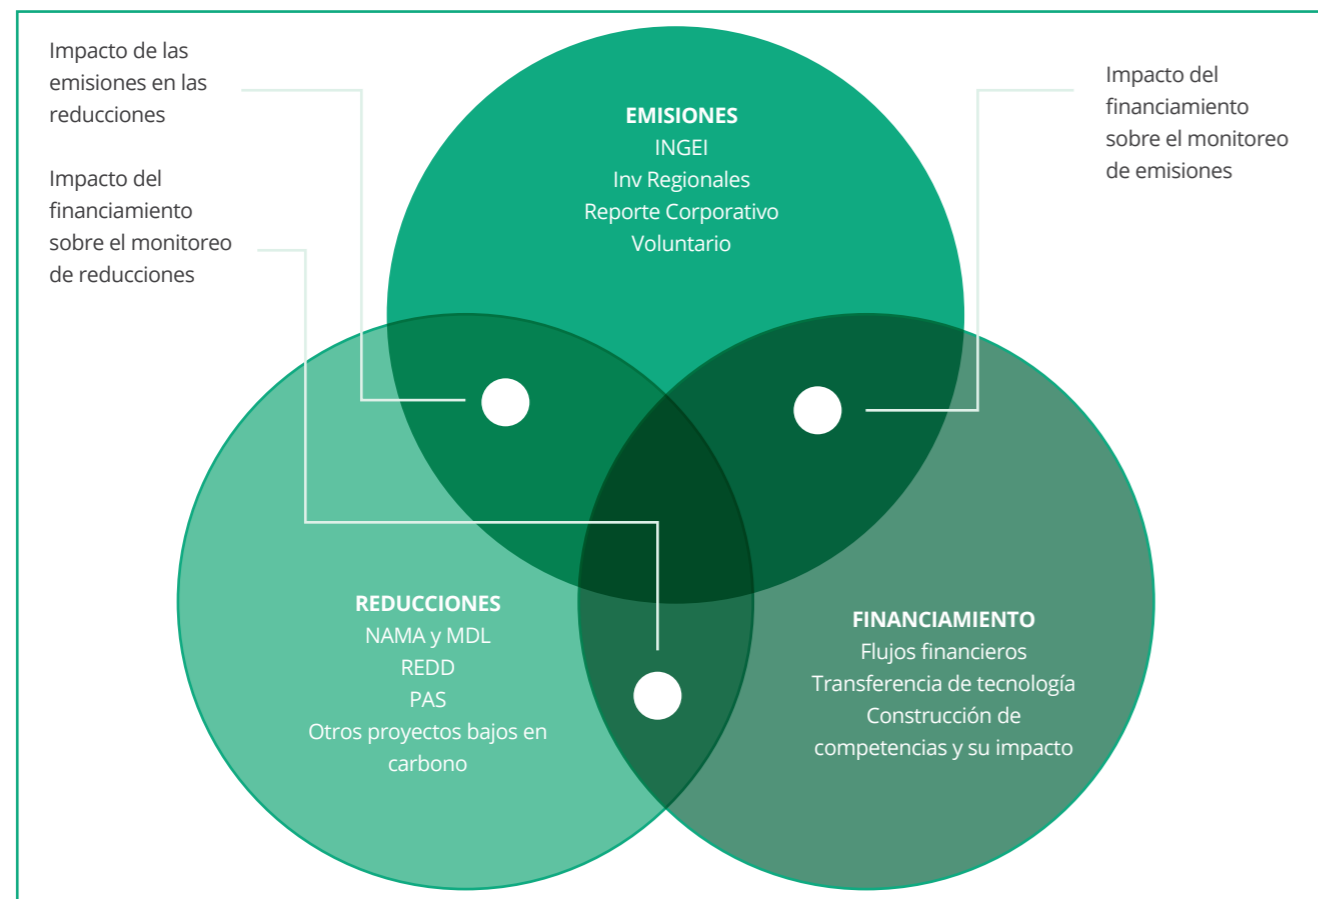 Impacto de las
emisiones en las
reducciones
Impacto del
financiamiento
sobre el monitoreo
de reducciones
Impacto del
financiamiento
sobre el monitoreo
de emisiones
EMISIONES
INGEI
Inv Regionales
Reporte Corporativo
Voluntario
REDUCCIONES
NAMA y MDL
REDD
PAS
Otros proyectos bajos en
carbono
FINANCIAMIENTO
Flujos financieros
Transferencia de tecnología
Construcción de
competencias y su impacto